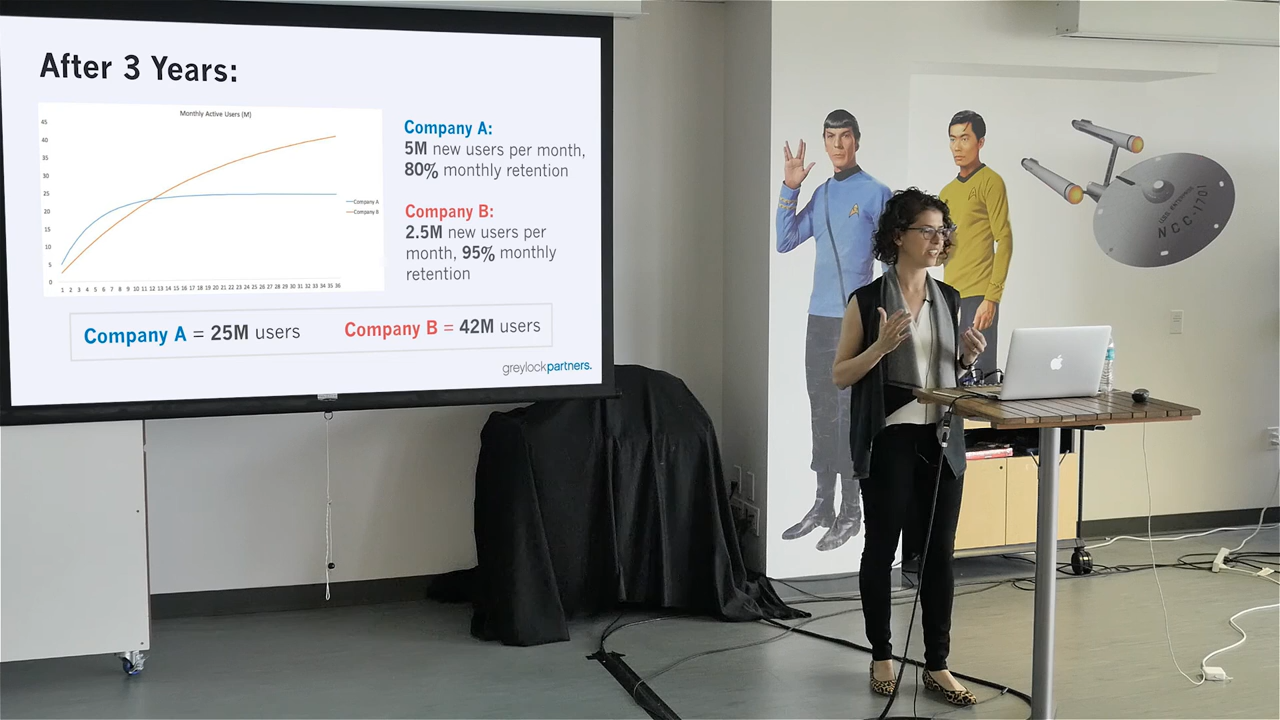 After 3 Years:
Monthly Active Users (M)
45
40
35
30
25
20
15
10
5
0
1 2 3 4 5 6 7 8 9 10 11 12 13 14 15 16 17 18 19 20 21 22 23 24 25 26 27 28 29 30 31 32 33 34 35 36
Company A
Company B
Company A:
5M new users per month,
80% monthly retention
Company B:
2.5M new users per
month, 95% monthly
retention
Company A = 25M users
Company B = 42M users
greylockpartners.
U.S.S. ENTERPRISE
NCC-1701